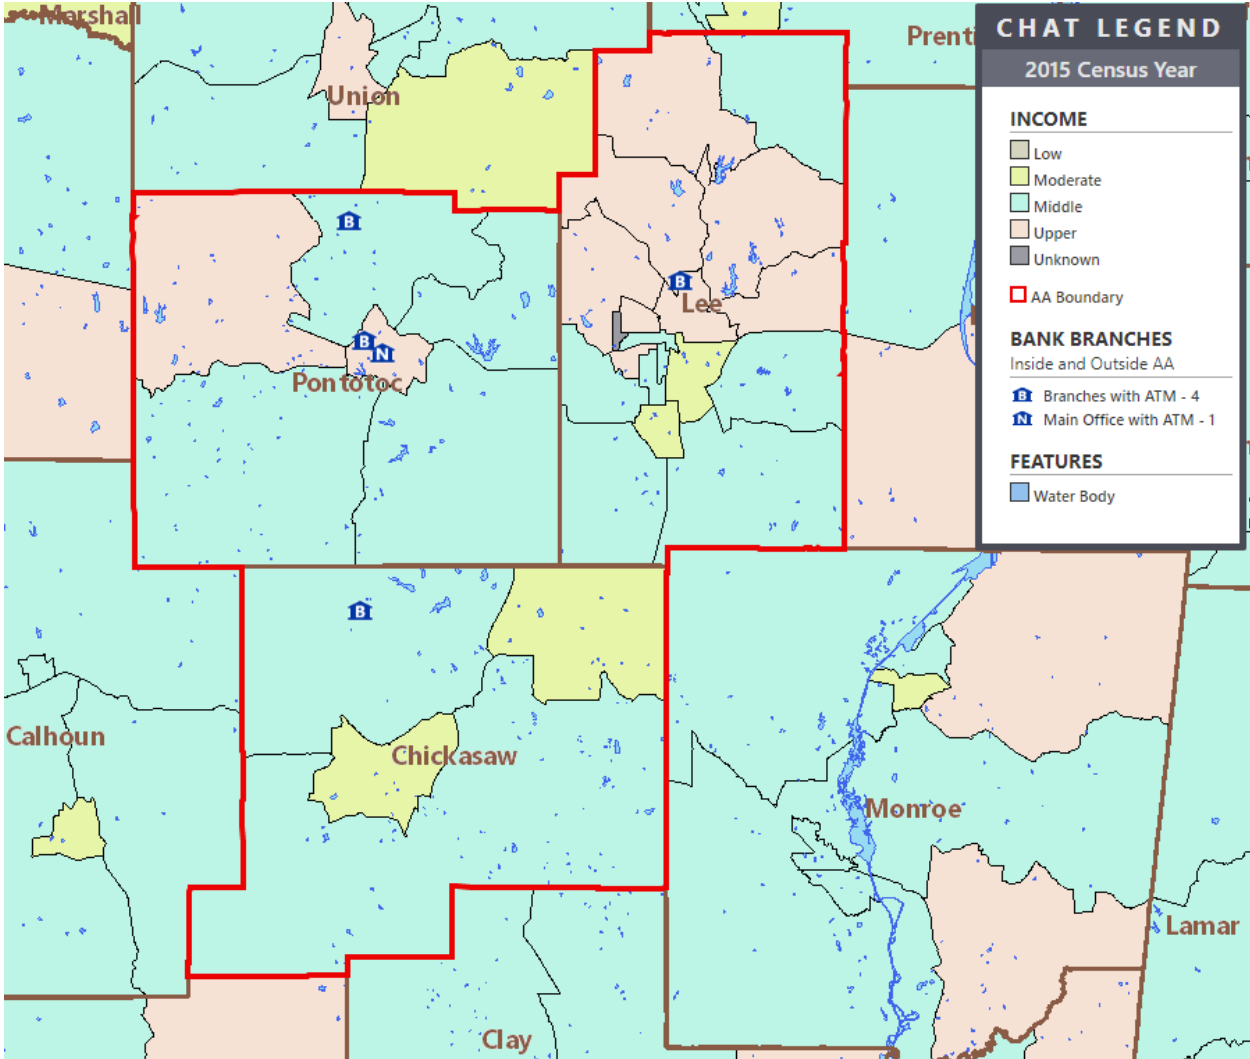 Marshall
Union
Prenti
Lee
Pontotoc
Calhoun
Chickasaw
Monroe
Lamar
Clay
CHAT LEGEND
2015 Census Year
INCOME
Low
Moderate
Middle
Upper
Unknown
AA Boundary
BANK BRANCHES
Inside and Outside AA
B Branches with ATM - 4
N Main Office with ATM - 1
FEATURES
Water Body
B
B
B
N
B